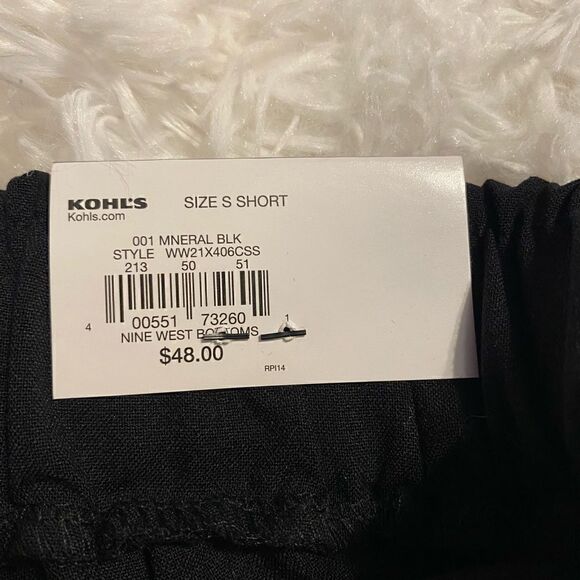 KOHL'S SIZE S SHORT
Kohls.com
001 MNERAL BLK
STYLE WW21X406CSS
213 50 51
4 00551 73260 1
NINE WEST BOTTOMS
$48.00
RPI14